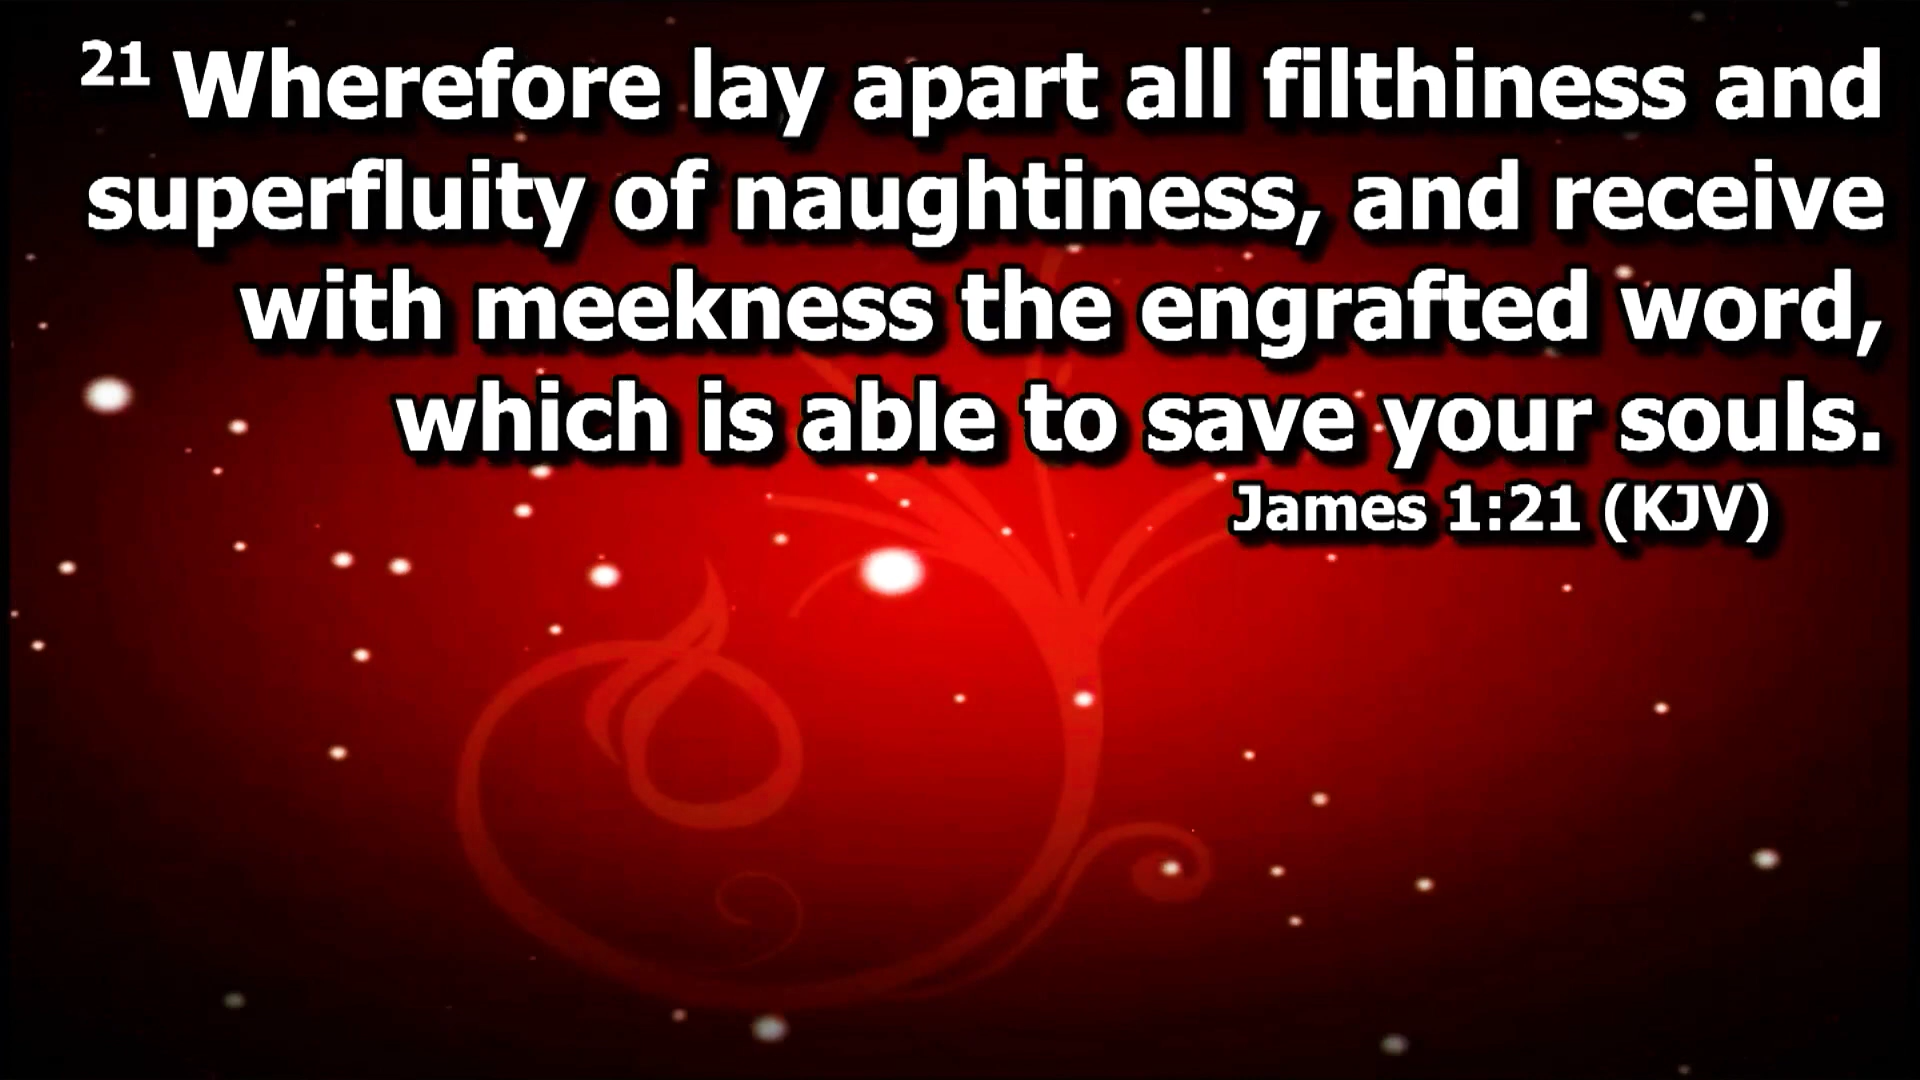 21 Wherefore lay apart all filthiness and
superfluity of naughtiness, and receive
with meekness the engrafted word,
which is able to save your souls.
James 1:21 (KJV)